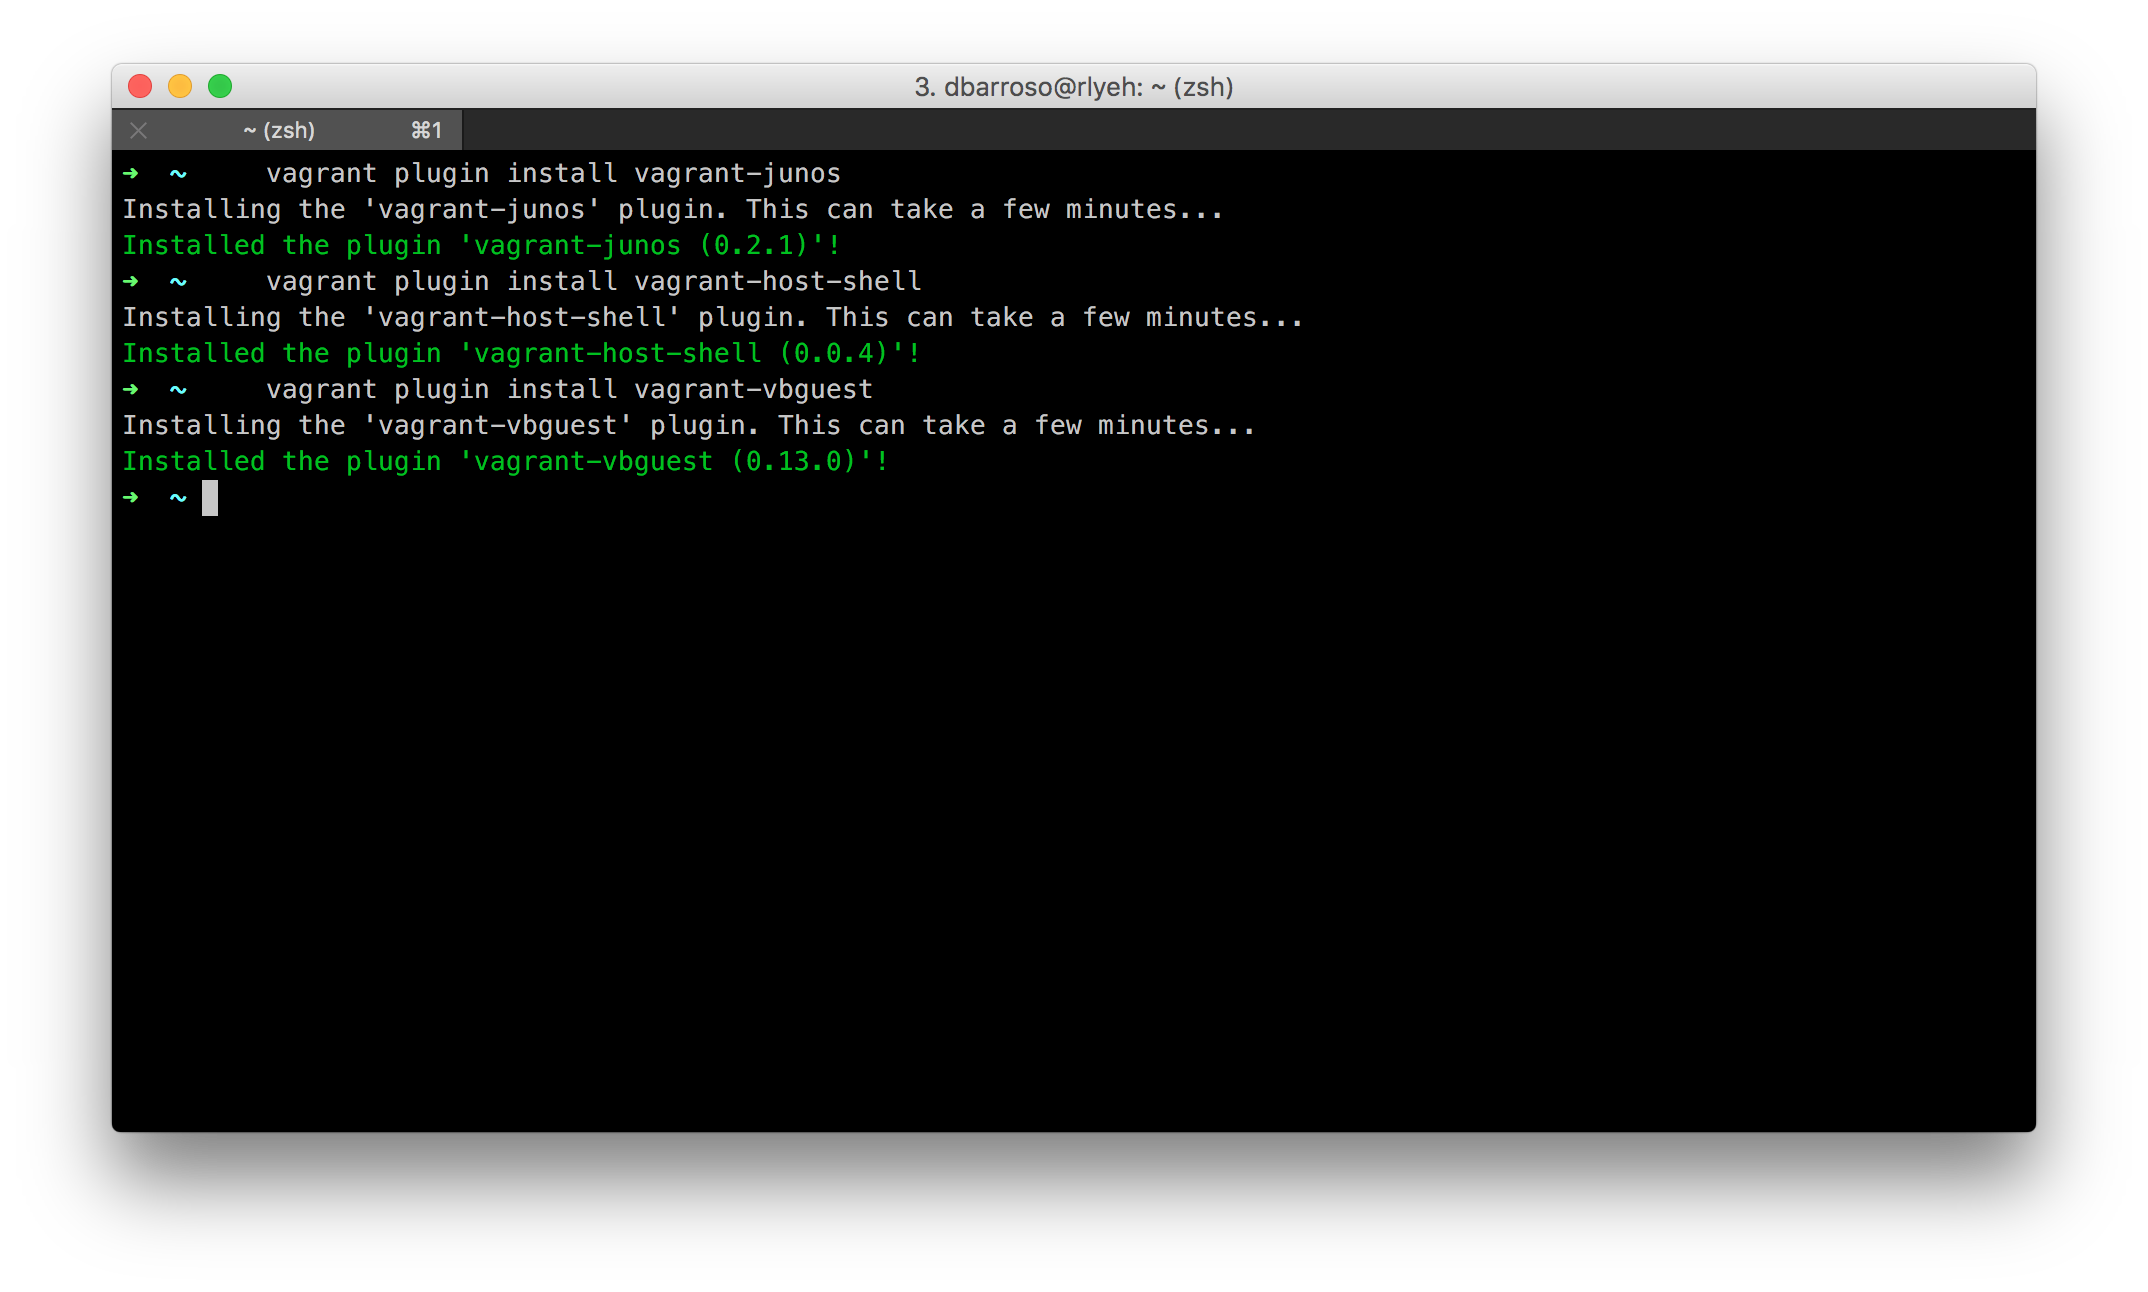 3. dbarroso@rlyeh: ~ (zsh)
~ (zsh) ⌘1
➜ ~ vagrant plugin install vagrant-junos
Installing the 'vagrant-junos' plugin. This can take a few minutes...
Installed the plugin 'vagrant-junos (0.2.1)'!
➜ ~ vagrant plugin install vagrant-host-shell
Installing the 'vagrant-host-shell' plugin. This can take a few minutes...
Installed the plugin 'vagrant-host-shell (0.0.4)'!
➜ ~ vagrant plugin install vagrant-vbguest
Installing the 'vagrant-vbguest' plugin. This can take a few minutes...
Installed the plugin 'vagrant-vbguest (0.13.0)'!
➜ ~